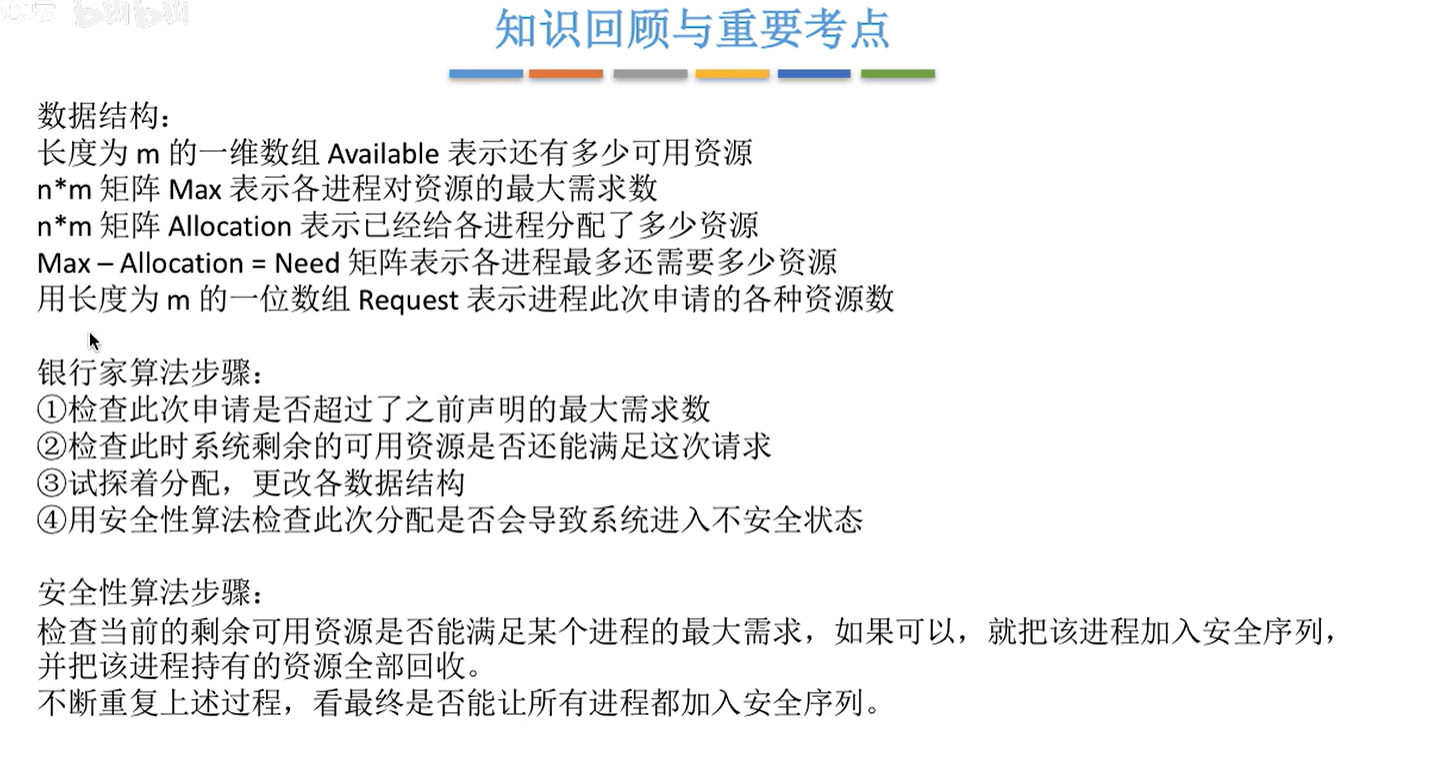 知识回顾与重要考点
数据结构：
长度为 m 的一维数组 Available 表示还有多少可用资源
n*m 矩阵 Max 表示各进程对资源的最大需求数
n*m 矩阵 Allocation 表示已经给各进程分配了多少资源
Max – Allocation = Need 矩阵表示各进程最多还需要多少资源
用长度为 m 的一位数组 Request 表示进程此次申请的各种资源数
银行家算法步骤：
①检查此次申请是否超过了之前声明的最大需求数
②检查此时系统剩余的可用资源是否还能满足这次请求
③试探着分配，更改各数据结构
④用安全性算法检查此次分配是否会导致系统进入不安全状态
安全性算法步骤：
检查当前的剩余可用资源是否能满足某个进程的最大需求，如果可以，就把该进程加入安全序列，
并把该进程持有的资源全部回收。
不断重复上述过程，看最终是否能让所有进程都加入安全序列。